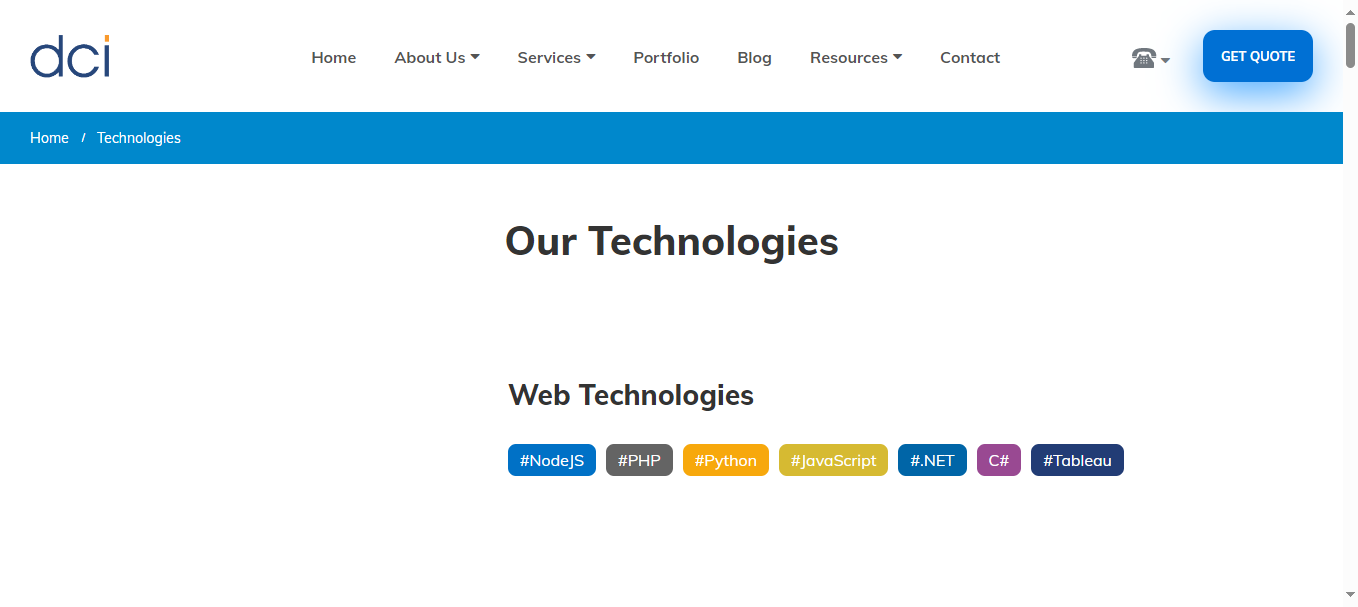 dci
Home About Us Services Portfolio Blog Resources Contact GET QUOTE
Home / Technologies
Our Technologies
Web Technologies
#NodeJS #PHP #Python #JavaScript #.NET C# #Tableau